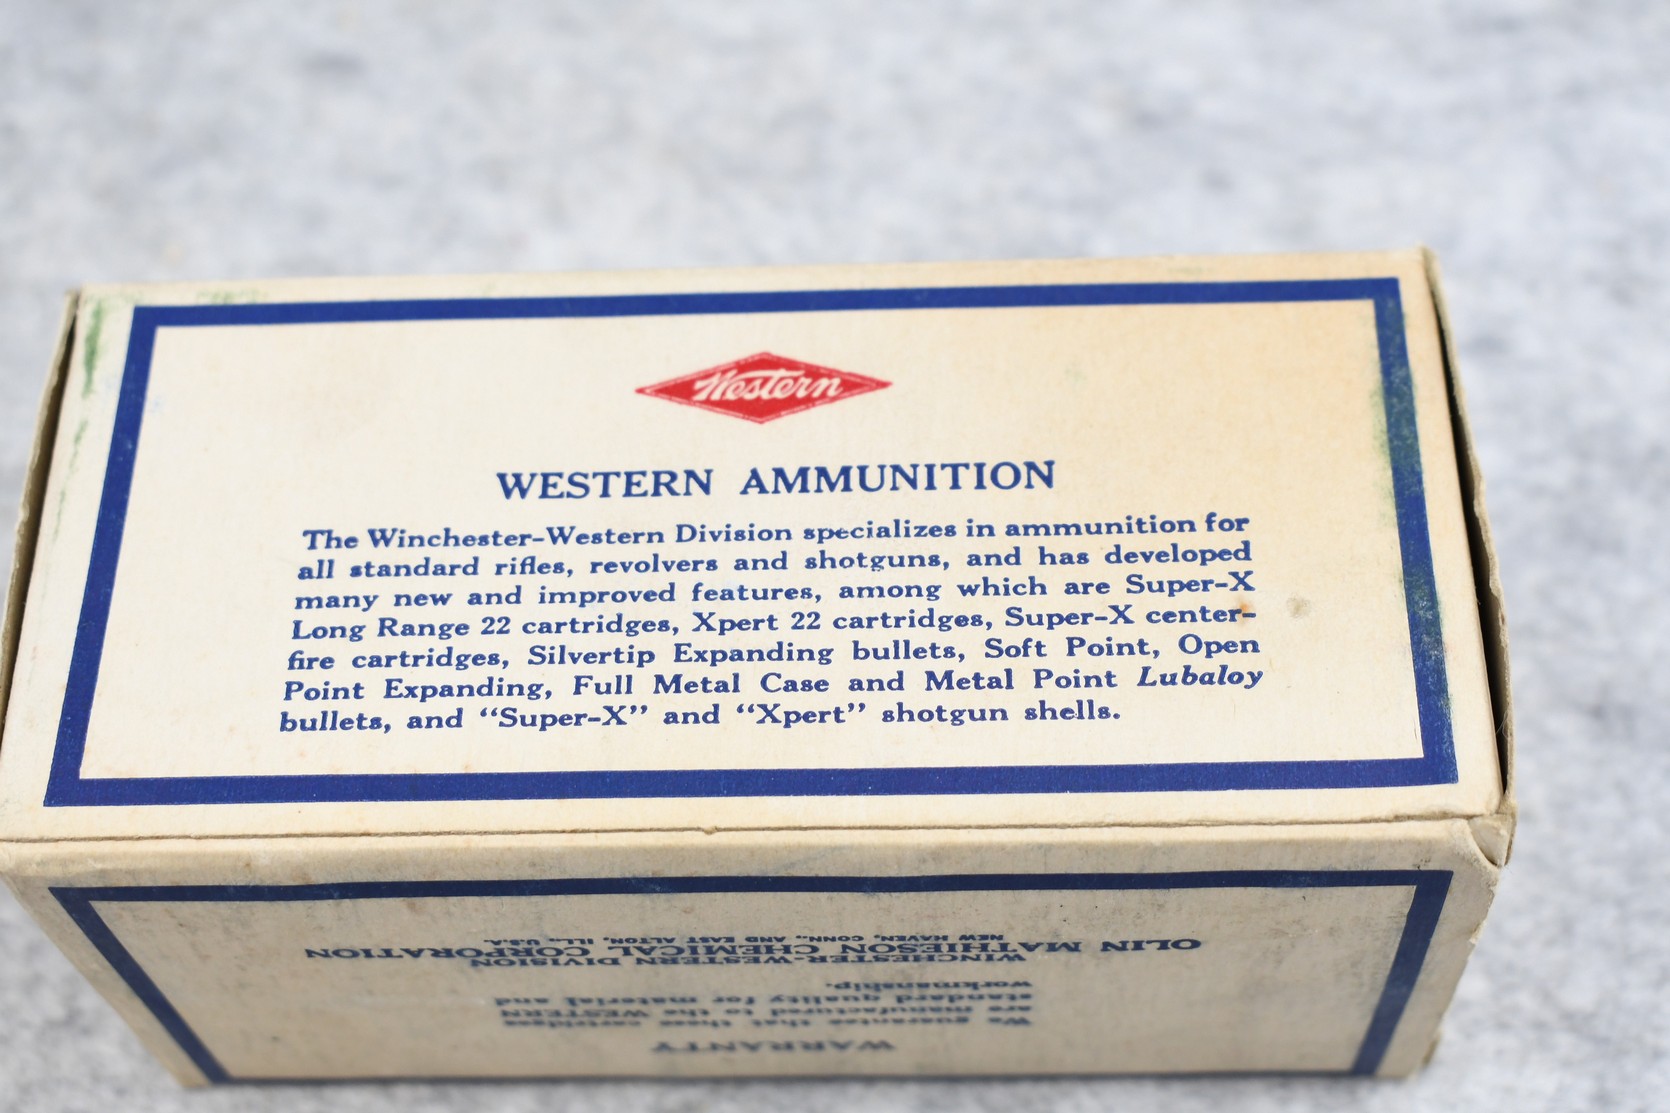 Western
WESTERN AMMUNITION
The Winchester-Western Division specializes in ammunition for
all standard rifles, revolvers and shotguns, and has developed
many new and improved features, among which are Super-X
Long Range 22 cartridges, Xpert 22 cartridges, Super-X center-
fire cartridges, Silvertip Expanding bullets, Soft Point, Open
Point Expanding, Full Metal Case and Metal Point Lubaloy
bullets, and “Super-X” and “Xpert” shotgun shells.
WARRANTY
We guarantee that these cartridges
are manufactured to the WESTERN
standard quality for material and
workmanship.
WINCHESTER-WESTERN DIVISION
OLIN MATHIESON CHEMICAL CORPORATION
NEW HAVEN, CONN., AND EAST ALTON, ILL., U.S.A.